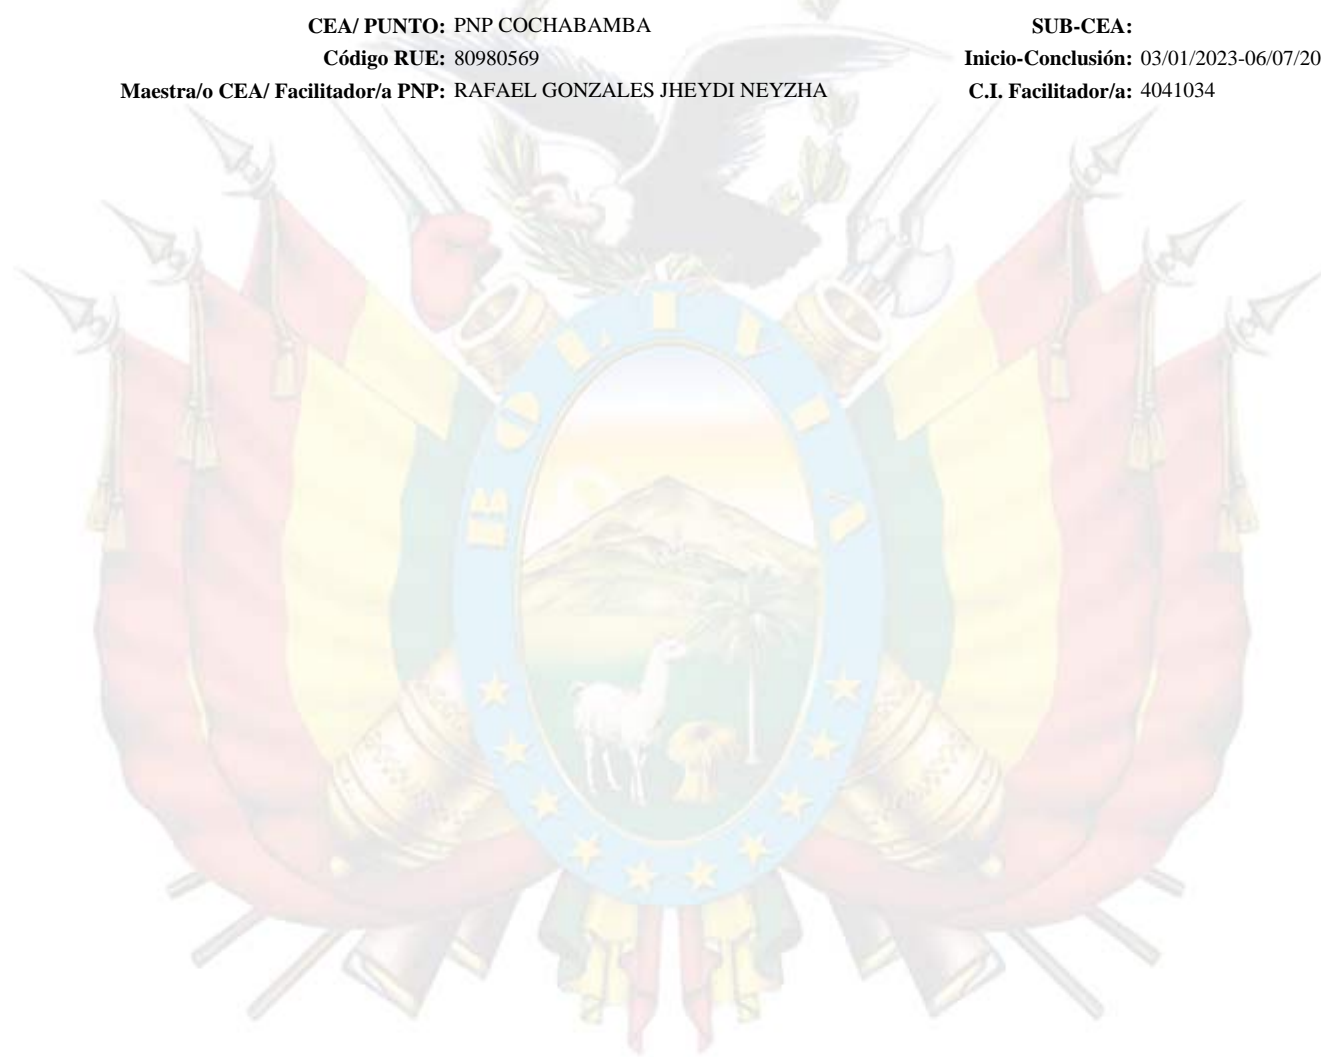 CEA/ PUNTO: PNP COCHABAMBA SUB-CEA:
Código RUE: 80980569 Inicio-Conclusión: 03/01/2023-06/07/20
Maestra/o CEA/ Facilitador/a PNP: RAFAEL GONZALES JHEYDI NEYZHA C.I. Facilitador/a: 4041034
BOLIVIA